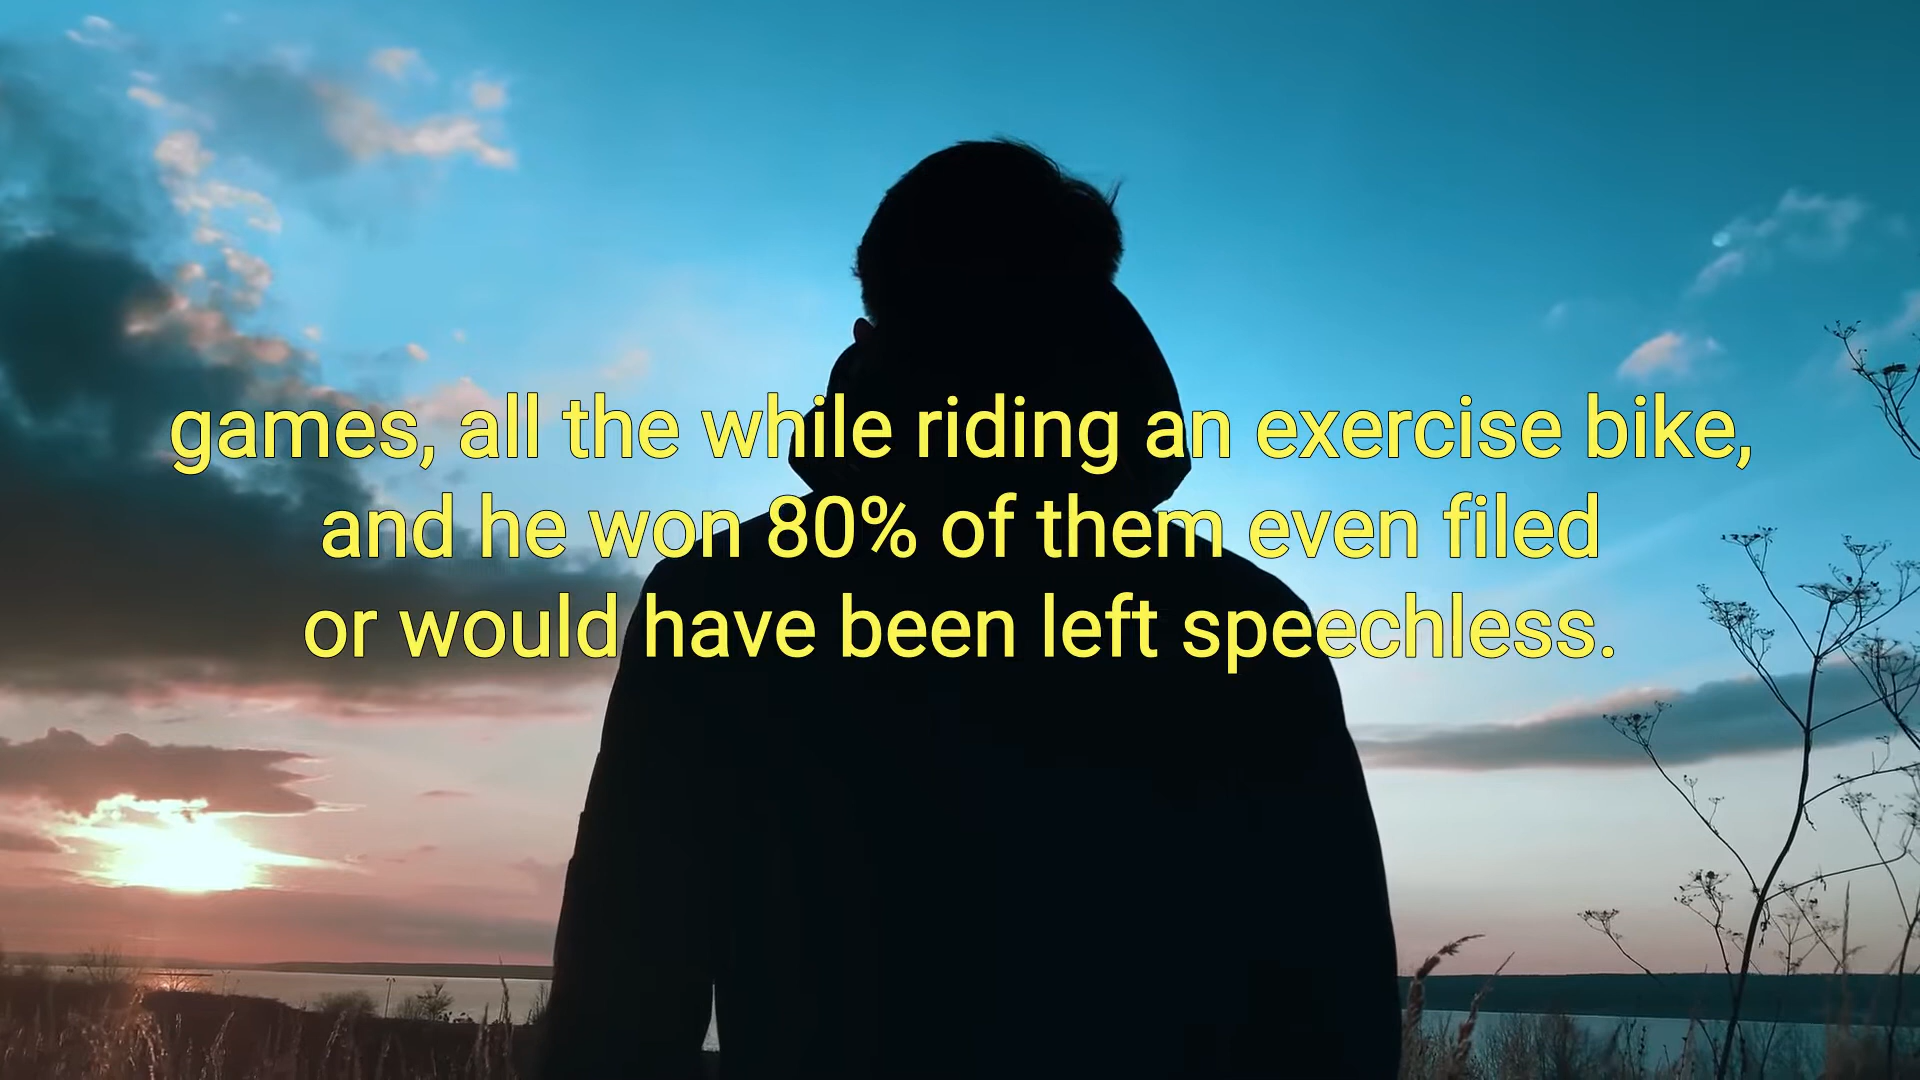 games, all the while riding an exercise bike,
and he won 80% of them even filed
or would have been left speechless.